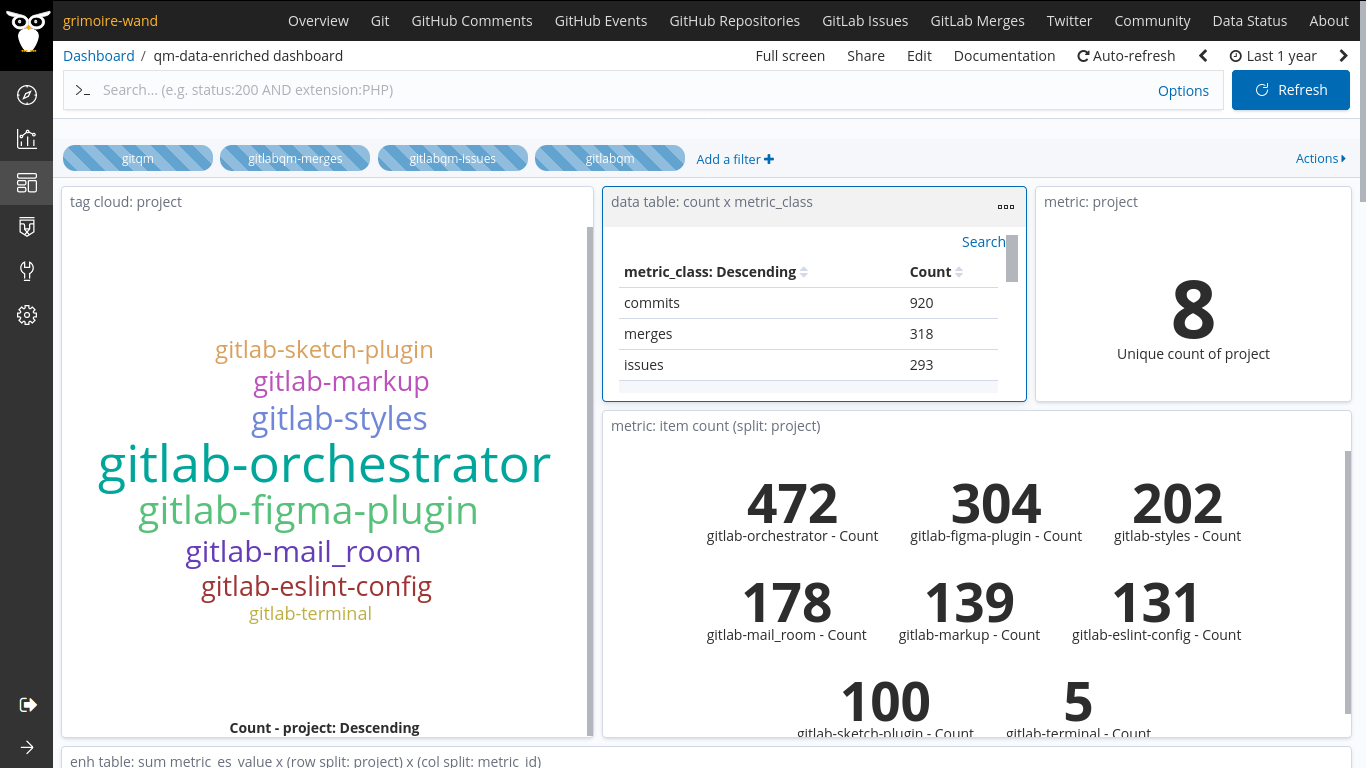 grimoire-wand Overview Git GitHub Comments GitHub Events GitHub Repositories GitLab Issues GitLab Merges Twitter Community Data Status About
Dashboard / qm-data-enriched dashboard Full screen Share Edit Documentation Auto-refresh Last 1 year
>_ Search... (e.g. status:200 AND extension:PHP) Options Refresh
gitqm gitlabqm-merges gitlabqm-issues gitlabqm Add a filter Actions
tag cloud: project
gitlab-sketch-plugin
gitlab-markup
gitlab-styles
gitlab-orchestrator
gitlab-figma-plugin
gitlab-mail_room
gitlab-eslint-config
gitlab-terminal
Count - project: Descending
data table: count x metric_class
Search
metric_class: Descending Count
commits 920
merges 318
issues 293
metric: project
8
Unique count of project
metric: item count (split: project)
472 304 202
gitlab-orchestrator - Count gitlab-figma-plugin - Count gitlab-styles - Count
178 139 131
gitlab-mail_room - Count gitlab-markup - Count gitlab-eslint-config - Count
100 5
gitlab-sketch-plugin - Count gitlab-terminal - Count
enh table: sum metric_es_value x (row split: project) x (col split: metric_id)